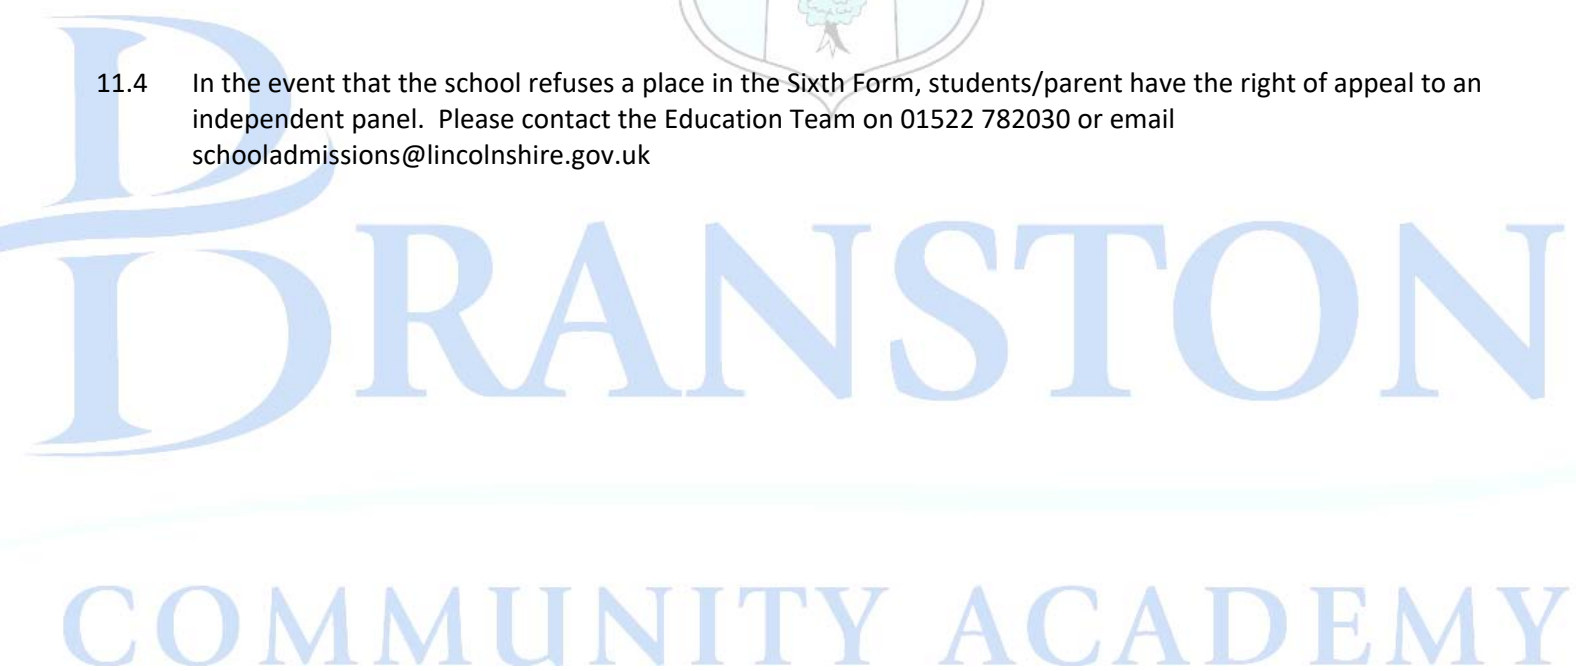 11.4 In the event that the school refuses a place in the Sixth Form, students/parent have the right of appeal to an
independent panel.  Please contact the Education Team on 01522 782030 or email
schooladmissions@lincolnshire.gov.uk
BRANSTON
COMMUNITY ACADEMY